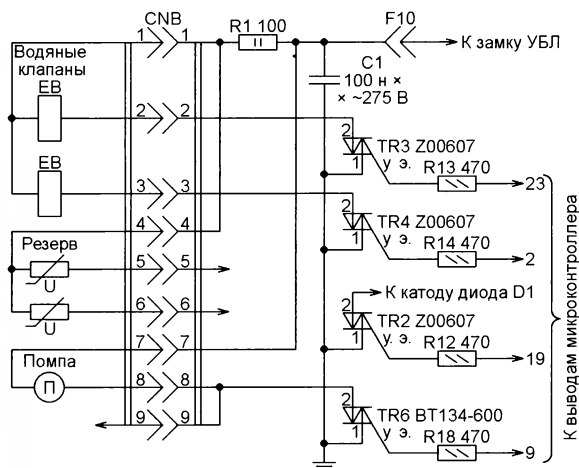 CNB
R1 100
F10
К замку УБЛ
Водяные
клапаны
1 1
C1
100 н ×
× ~275 В
EB
2 2
2
1
TR3 Z00607
у э.
R13 470
23
EB
3 3
2
1
TR4 Z00607
у э.
R14 470
2
4 4
Резерв
5 5
U
К катоду диода D1
6 6
U
2
1
TR2 Z00607
у э.
R12 470
19
7 7
Помпа
П
8 8
9 9
2
1
TR6 BT134-600
у э.
R18 470
9
К выводам микроконтроллера